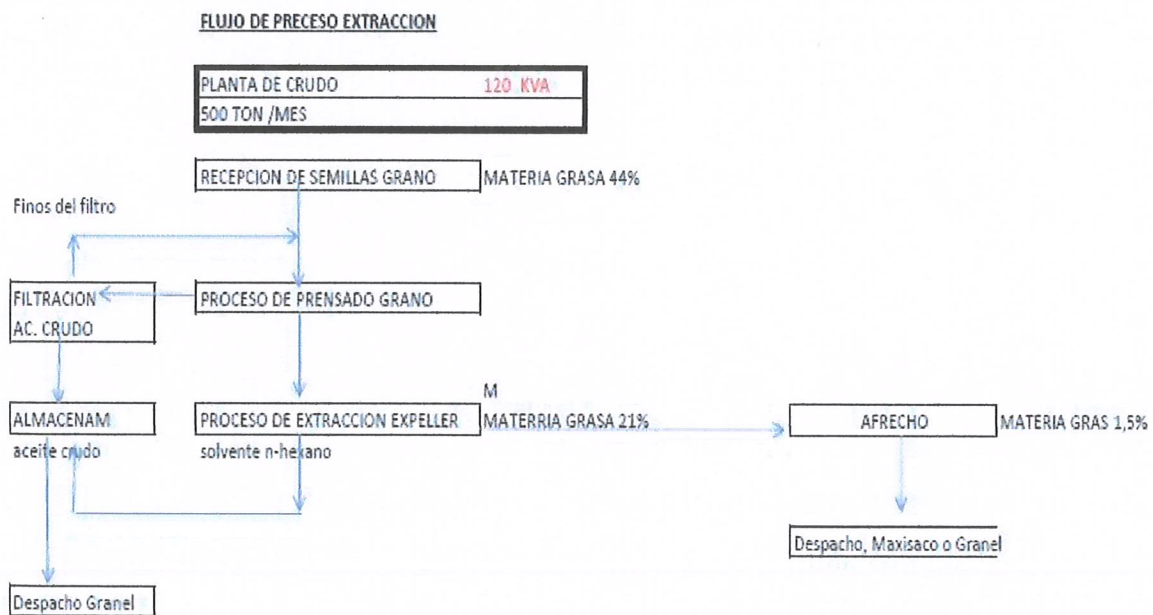 FLUJO DE PRECESO EXTRACCION
PLANTA DE CRUDO 120 KVA
500 TON /MES
RECEPCION DE SEMILLAS GRANO MATERIA GRASA 44%
Finos del filtro
FILTRACION PROCESO DE PRENSADO GRANO
AC. CRUDO
M
ALMACENAM PROCESO DE EXTRACCION EXPELLER MATERRIA GRASA 21% AFRECHO MATERIA GRAS 1,5%
aceite crudo solvente n-hexano
Despacho, Maxisaco o Granel
Despacho Granel